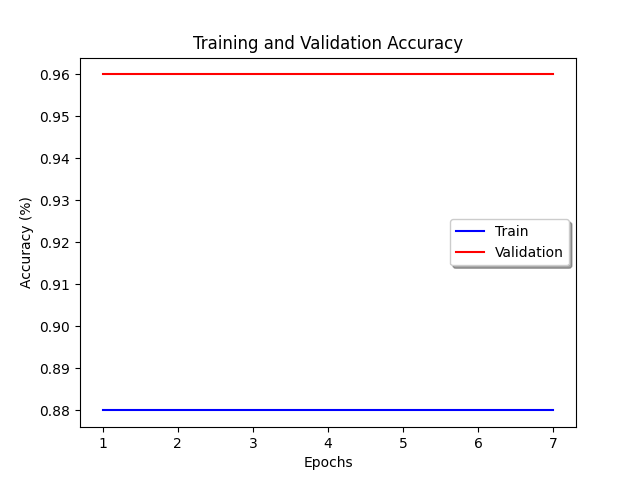 Training and Validation Accuracy
0.96
0.95
0.94
0.93
0.92
0.91
0.90
0.89
0.88
Accuracy (%)
Train
Validation
1 2 3 4 5 6 7
Epochs